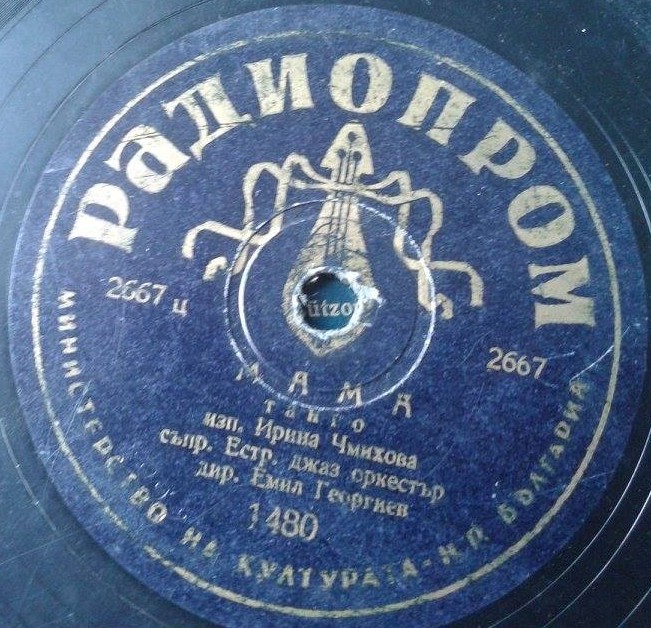 РАДИОПРОМ
2667 ц
2667
ützo
МАМА
танго
изп. Ирина Чмихова
съпр. Естр. джаз оркестър
дир. Емил Георгиев
1480
МИНИСТЕРСТВО НА КУЛТУРАТА - Н.Р. БЪЛГАРИЯ